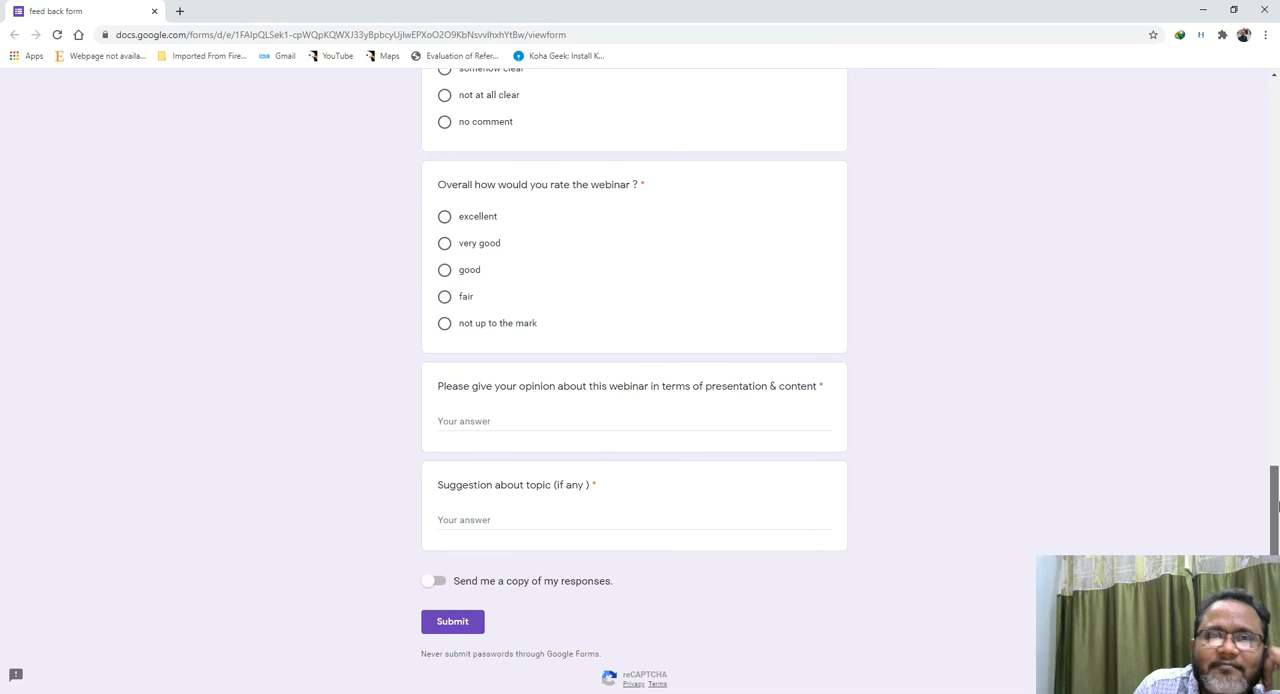 feed back form
docs.google.com/forms/d/e/1FAIpQLSek1-cpWQpKQWXJ33yBpbcyUjIwEPXoO2O9KbNsvvlhxhYtBw/viewform
Apps
Webpage not availa...
Imported From Fire...
Gmail
YouTube
Maps
Evaluation of Refer...
Koha Geek: Install K...
somehow clear
not at all clear
no comment
Overall how would you rate the webinar ? *
excellent
very good
good
fair
not up to the mark
Please give your opinion about this webinar in terms of presentation & content *
Your answer
Suggestion about topic (if any ) *
Your answer
Send me a copy of my responses.
Submit
Never submit passwords through Google Forms.
reCAPTCHA
Privacy Terms